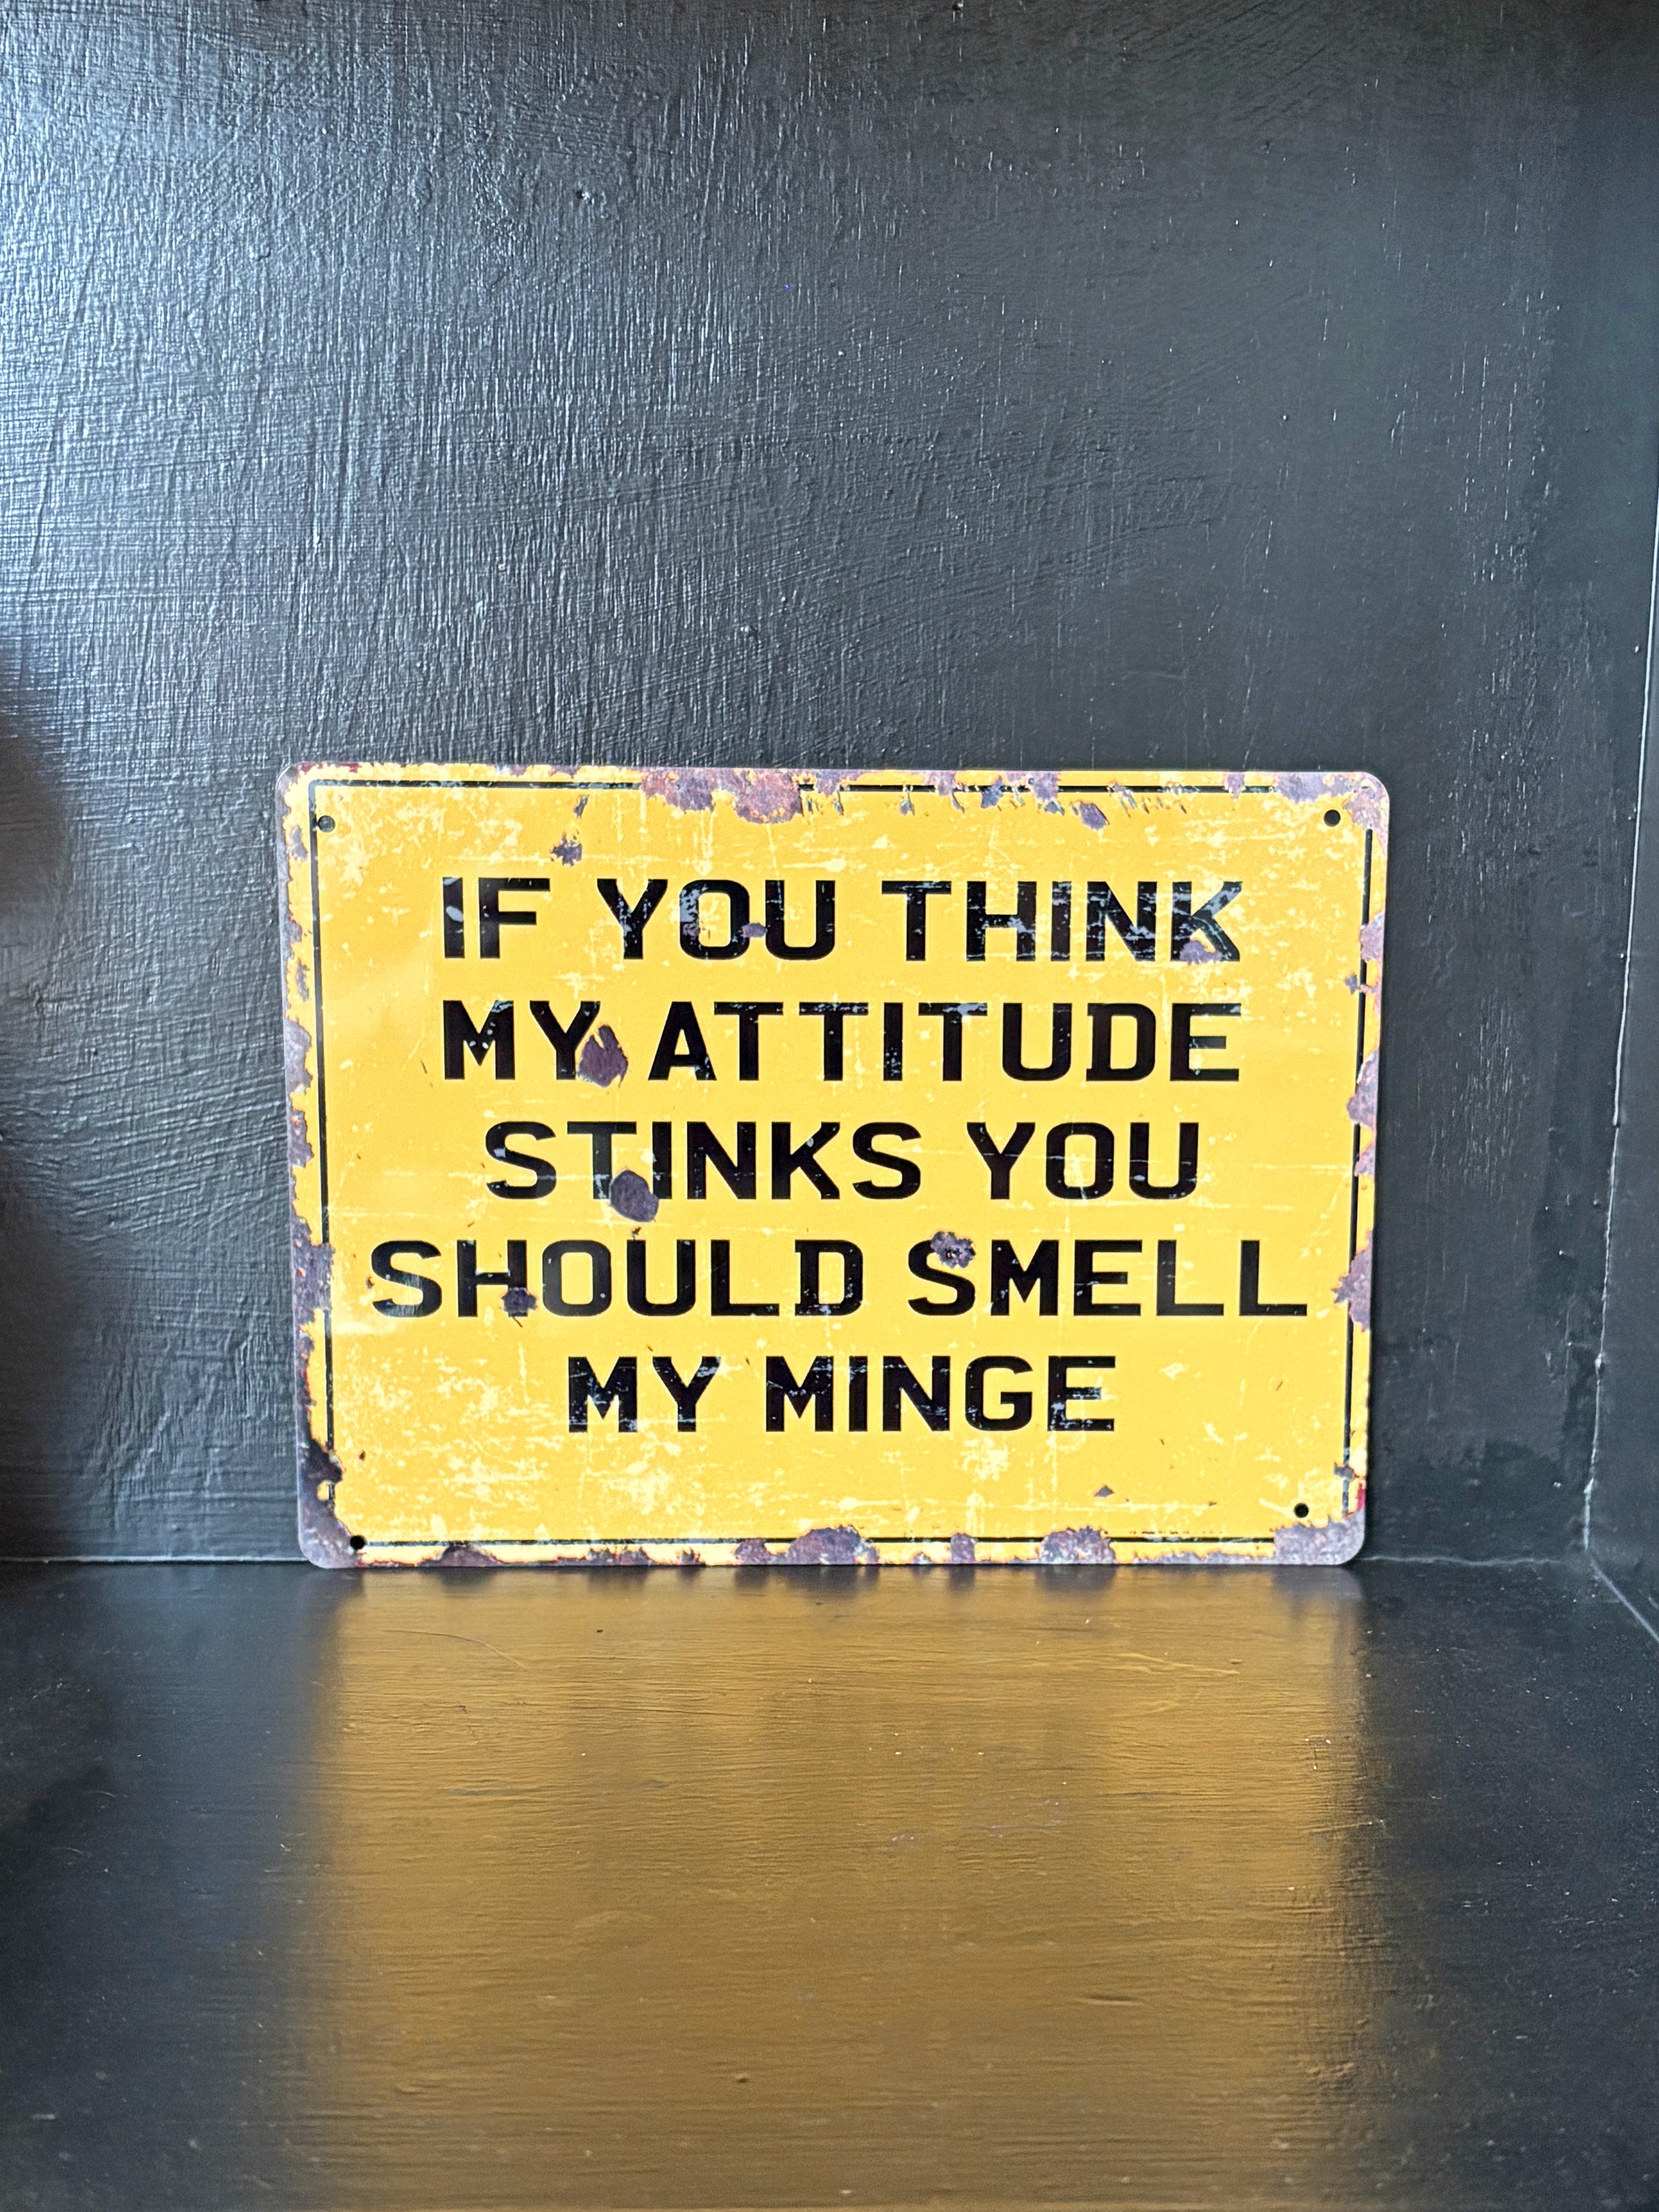 IF YOU THINK
MY ATTITUDE
STINKS YOU
SHOULD SMELL
MY MINGE